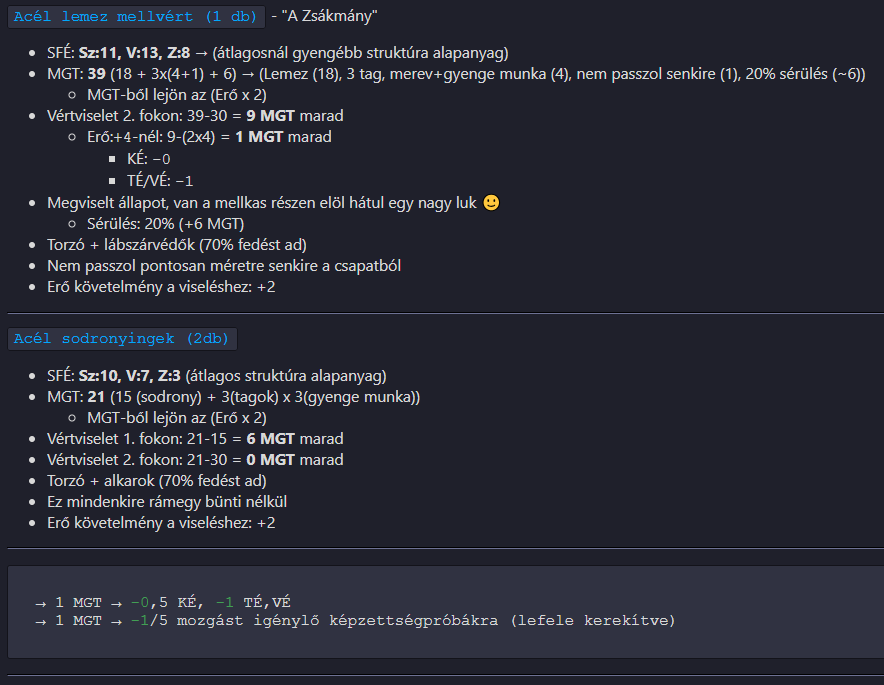 Acél lemez mellvért (1 db) - "A Zsákmány"
SFÉ: Sz:11, V:13, Z:8 → (átlagosnál gyengébb struktúra alapanyag)
MGT: 39 (18 + 3x(4+1) + 6) → (Lemez (18), 3 tag, merev+gyenge munka (4), nem passzol senkire (1), 20% sérülés (~6))
MGT-ből lejön az (Erő x 2)
Vértviselet 2. fokon: 39-30 = 9 MGT marad
Erő:+4-nél: 9-(2x4) = 1 MGT marad
KÉ: -0
TÉ/VÉ: -1
Megviselt állapot, van a mellkas részen elöl hátul egy nagy luk 🙂
Sérülés: 20% (+6 MGT)
Torzó + lábszárvédők (70% fedést ad)
Nem passzol pontosan méretre senkire a csapatból
Erő követelmény a viseléshez: +2
Acél sodronyingek (2db)
SFÉ: Sz:10, V:7, Z:3 (átlagos struktúra alapanyag)
MGT: 21 (15 (sodrony) + 3(tagok) x 3(gyenge munka))
MGT-ből lejön az (Erő x 2)
Vértviselet 1. fokon: 21-15 = 6 MGT marad
Vértviselet 2. fokon: 21-30 = 0 MGT marad
Torzó + alkarok (70% fedést ad)
Ez mindenkire rámegy bünti nélkül
Erő követelmény a viseléshez: +2
→ 1 MGT → -0,5 KÉ, -1 TÉ,VÉ
→ 1 MGT → -1/5 mozgást igénylő képzettségpróbákra (lefele kerekítve)